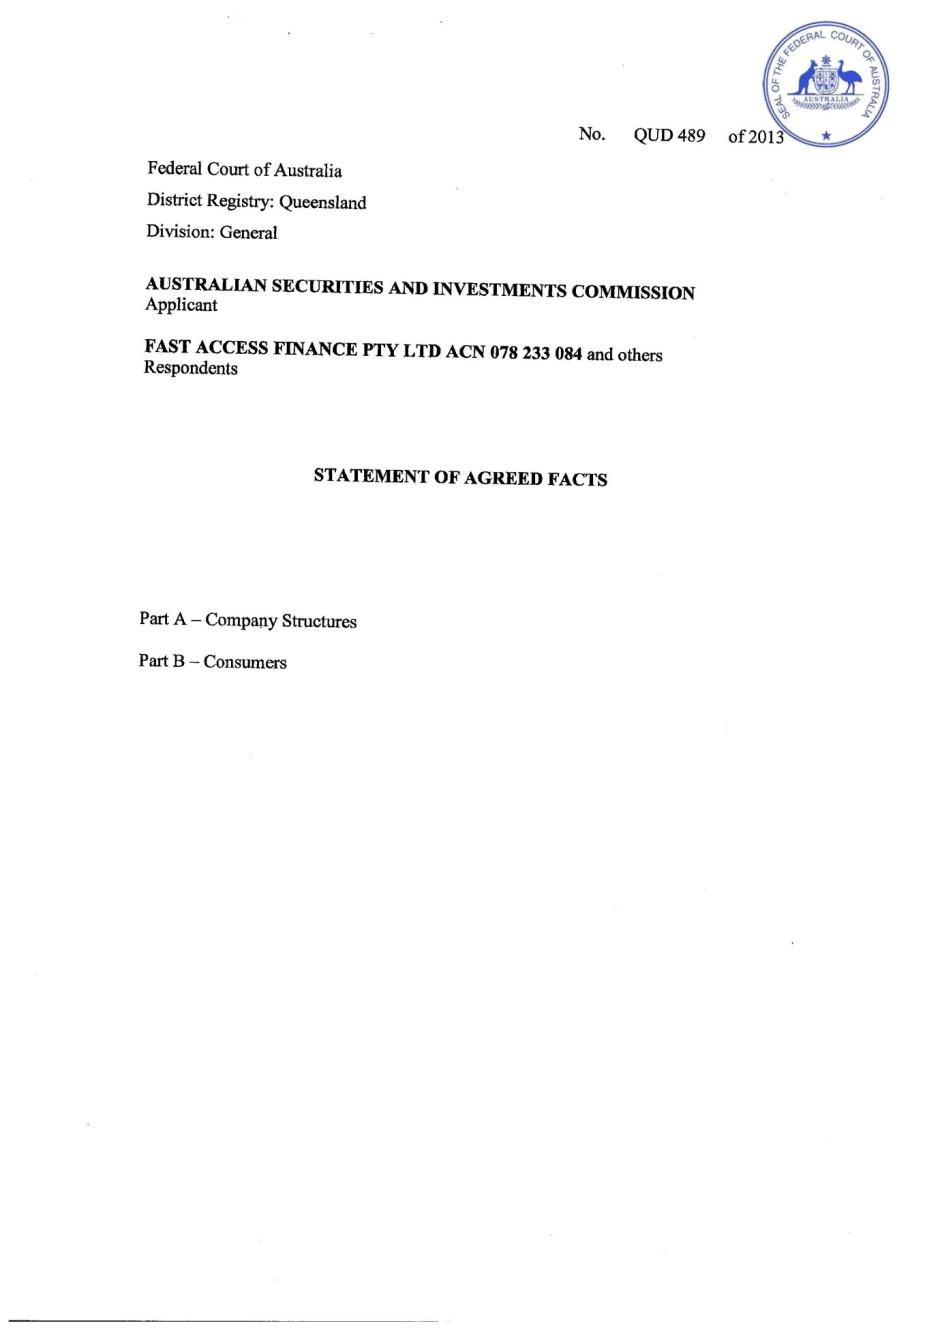 SEAL OF THE FEDERAL COURT OF AUSTRALIA
AUSTRALIA
No. QUD 489 of 2013
Federal Court of Australia
District Registry: Queensland
Division: General
AUSTRALIAN SECURITIES AND INVESTMENTS COMMISSION
Applicant
FAST ACCESS FINANCE PTY LTD ACN 078 233 084 and others
Respondents
STATEMENT OF AGREED FACTS
Part A – Company Structures
Part B – Consumers